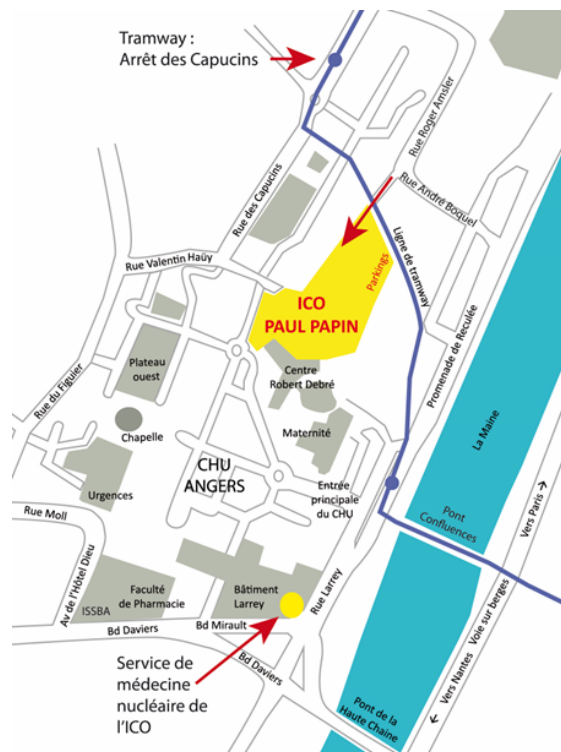 Tramway :
Arrêt des Capucins
Rue Roger Amsler
Rue André Boquel
Rue des Capucins
Ligne de tramway
Rue Valentin Haüy
Parkings
ICO
PAUL PAPIN
Promenade de Reculée
Plateau
ouest
Centre
Robert Debré
Rue du Figuier
La Maine
Chapelle
Maternité
CHU
ANGERS
Urgences
Entrée
principale
du CHU
Pont
Confluences
Vers Paris
Rue Moll
Voie sur berges
Av de l'Hôtel Dieu
ISSBA
Faculté
de Pharmacie
Bâtiment
Larrey
Rue Larrey
Bd Daviers
Bd Mirault
Bd Daviers
Vers Nantes
Service de
médecine
nucléaire de
l'ICO
Pont de la
Haute Chaine